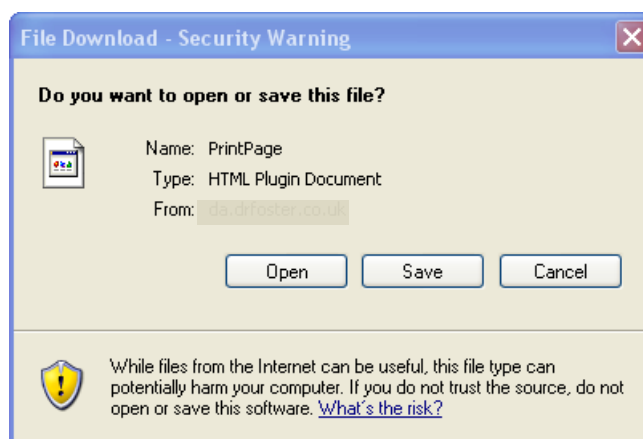 File Download - Security Warning
Do you want to open or save this file?
Name: PrintPage
Type: HTML Plugin Document
From: da.drfoster.co.uk
Open Save Cancel
While files from the Internet can be useful, this file type can
potentially harm your computer. If you do not trust the source, do not
open or save this software. What's the risk?